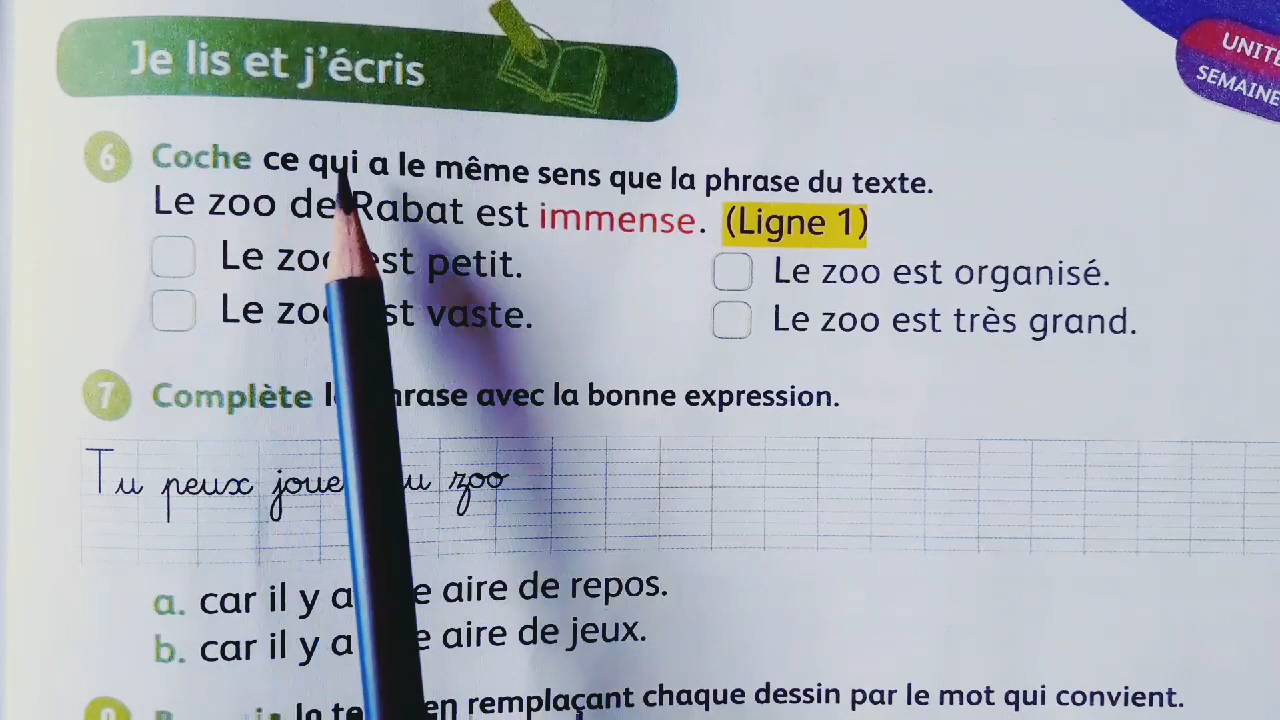 Je lis et j'écris
UNITÉ
SEMAINE
6 Coche ce qui a le même sens que la phrase du texte.
Le zoo de Rabat est immense. (Ligne 1)
Le zoo est petit. Le zoo est organisé.
Le zoo est vaste. Le zoo est très grand.
7 Complète la phrase avec la bonne expression.
Tu peux jouer au zoo
a. car il y a une aire de repos.
b. car il y a une aire de jeux.
en remplaçant chaque dessin par le mot qui convient.